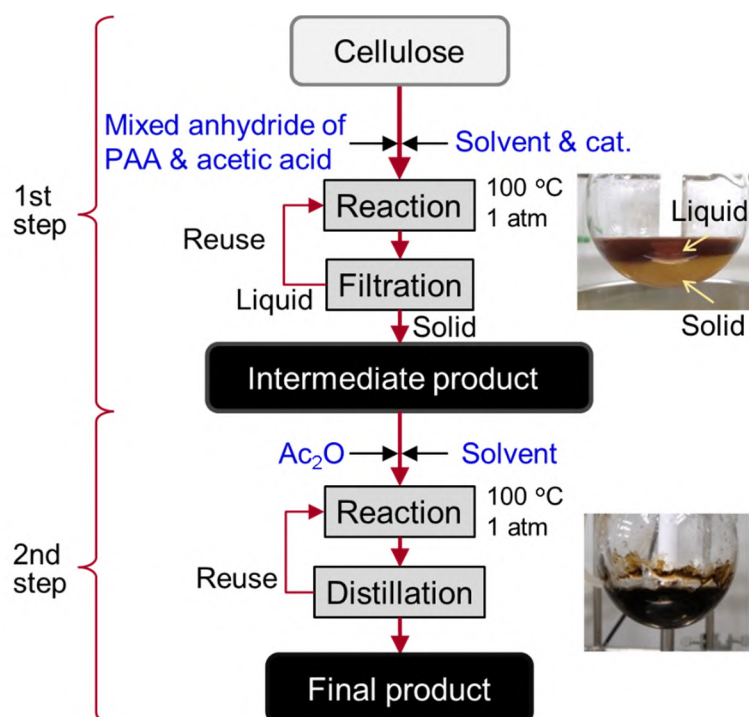 Cellulose
Mixed anhydride of
PAA & acetic acid
Solvent & cat.
1st
step
Reaction
100 °C
1 atm
Reuse
Liquid
Filtration
Solid
Liquid
Solid
Intermediate product
Ac₂O
Solvent
2nd
step
Reaction
100 °C
1 atm
Reuse
Distillation
Final product